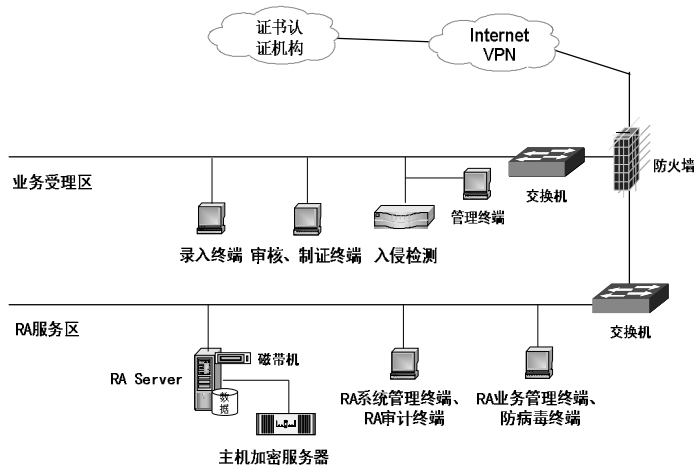 证书认
证机构
Internet
VPN
防火墙
业务受理区
交换机
管理终端
录入终端
审核、制证终端
入侵检测
RA服务区
交换机
磁带机
RA Server
数
据
RA系统管理终端、
RA审计终端
RA业务管理终端、
防病毒终端
主机加密服务器